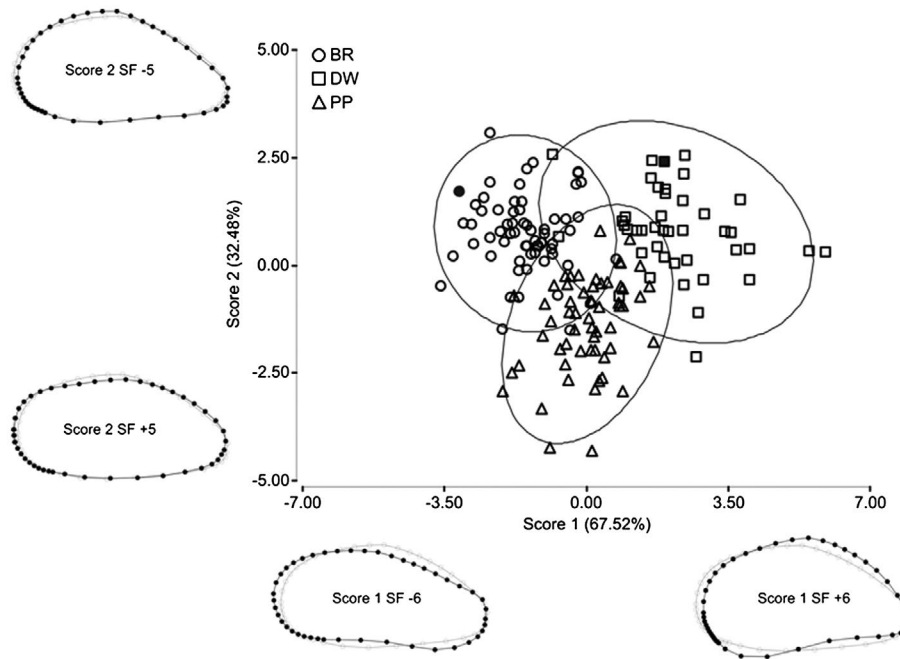 Score 2 SF -5
5.00
BR
DW
PP
2.50
0.00
Score 2 (32.48%)
-2.50
Score 2 SF +5
-5.00
-7.00 -3.50 0.00 3.50 7.00
Score 1 (67.52%)
Score 1 SF -6
Score 1 SF +6